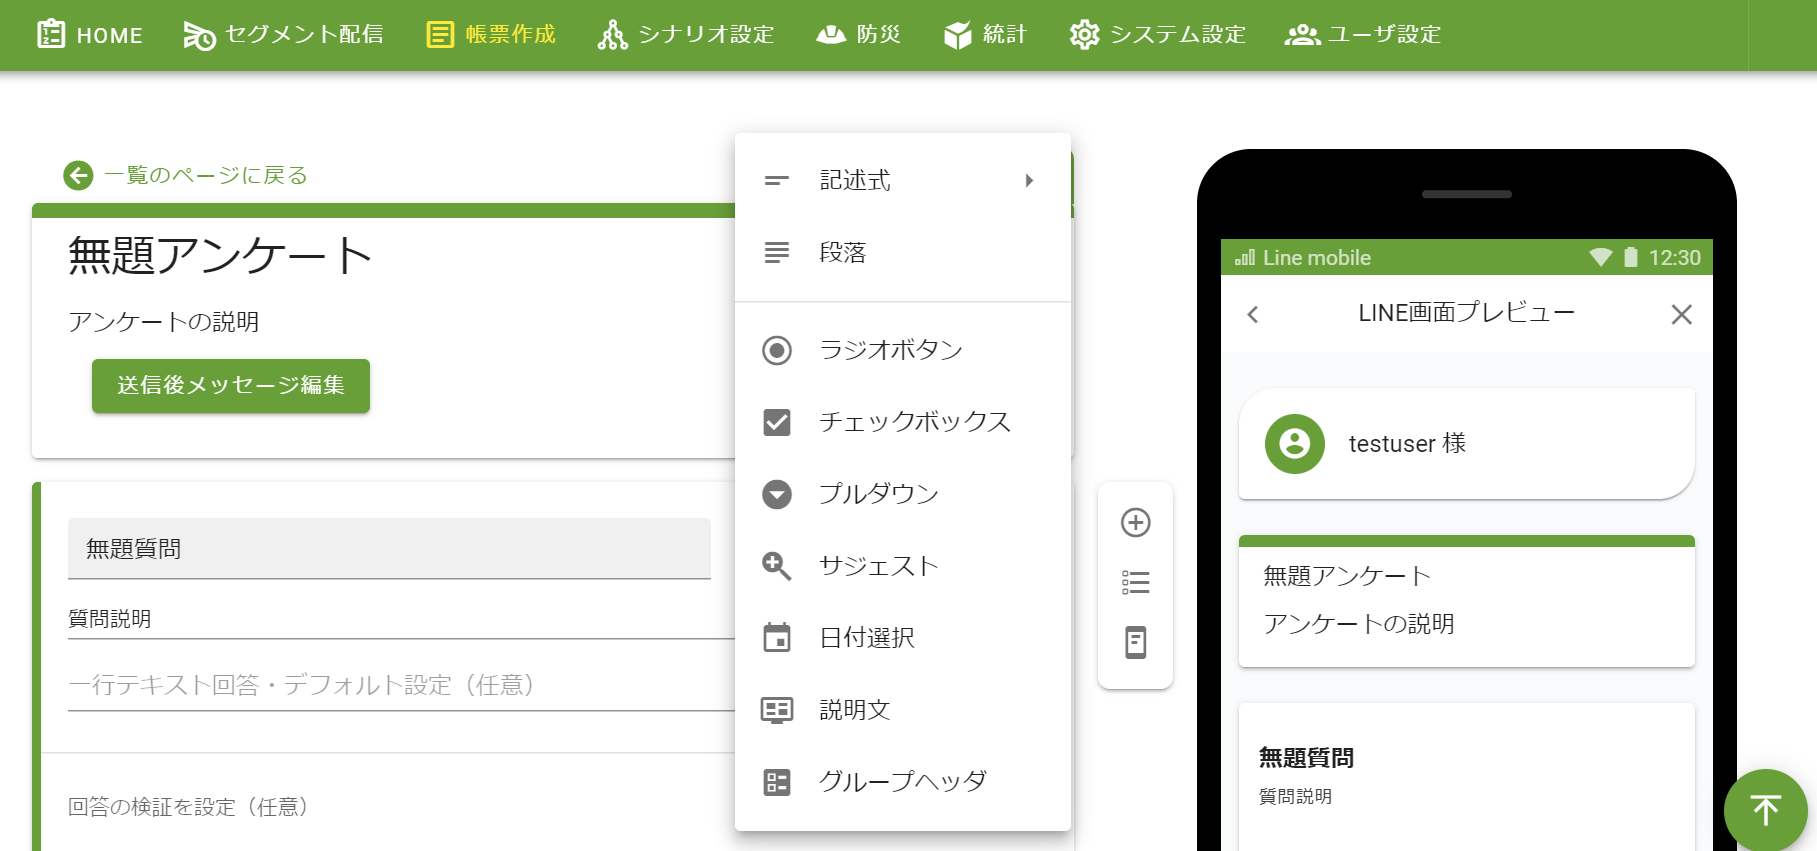 HOME セグメント配信 帳票作成 シナリオ設定 防災 統計 システム設定 ユーザ設定
一覧のページに戻る
無題アンケート
アンケートの説明
送信後メッセージ編集
無題質問
質問説明
一行テキスト回答・デフォルト設定（任意）
回答の検証を設定（任意）
記述式
段落
ラジオボタン
チェックボックス
プルダウン
サジェスト
日付選択
説明文
グループヘッダ
Line mobile 12:30
LINE画面プレビュー
testuser 様
無題アンケート
アンケートの説明
無題質問
質問説明